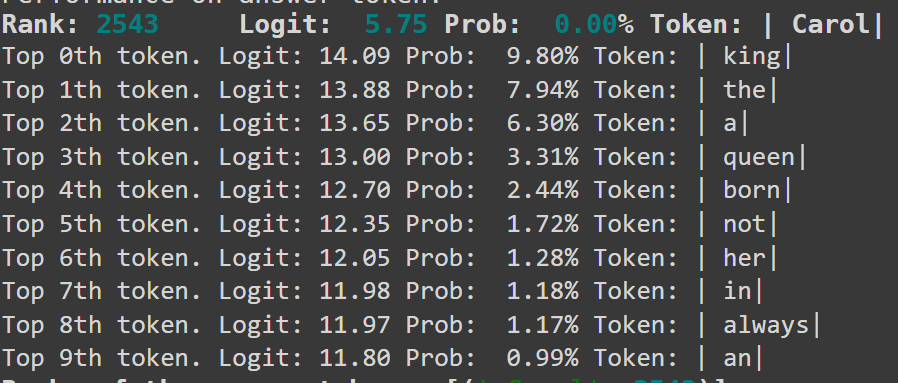 Performance on answer token:
Rank: 2543     Logit:  5.75 Prob:  0.00% Token: | Carol|
Top 0th token. Logit: 14.09 Prob:  9.80% Token: | king|
Top 1th token. Logit: 13.88 Prob:  7.94% Token: | the|
Top 2th token. Logit: 13.65 Prob:  6.30% Token: | a|
Top 3th token. Logit: 13.00 Prob:  3.31% Token: | queen|
Top 4th token. Logit: 12.70 Prob:  2.44% Token: | born|
Top 5th token. Logit: 12.35 Prob:  1.72% Token: | not|
Top 6th token. Logit: 12.05 Prob:  1.28% Token: | her|
Top 7th token. Logit: 11.98 Prob:  1.18% Token: | in|
Top 8th token. Logit: 11.97 Prob:  1.17% Token: | always|
Top 9th token. Logit: 11.80 Prob:  0.99% Token: | an|